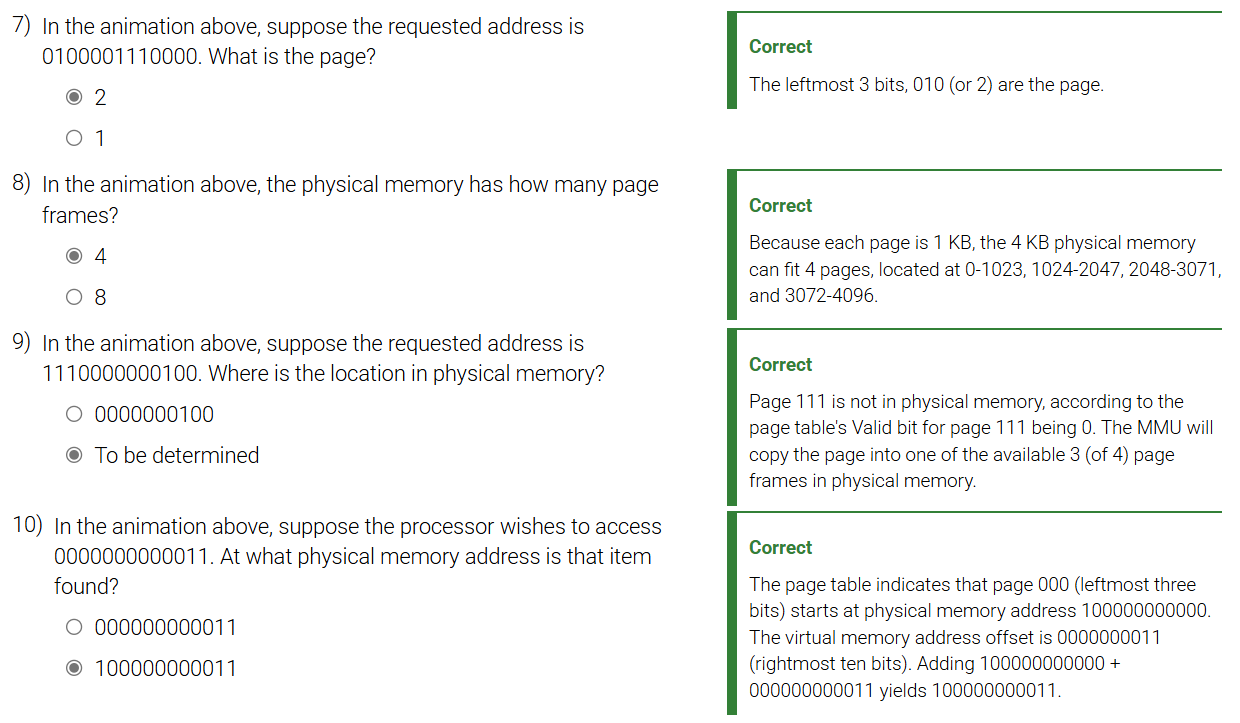 7) In the animation above, suppose the requested address is
0100001110000. What is the page?
2
1
Correct
The leftmost 3 bits, 010 (or 2) are the page.
8) In the animation above, the physical memory has how many page
frames?
4
8
Correct
Because each page is 1 KB, the 4 KB physical memory
can fit 4 pages, located at 0-1023, 1024-2047, 2048-3071,
and 3072-4096.
9) In the animation above, suppose the requested address is
1110000000100. Where is the location in physical memory?
0000000100
To be determined
Correct
Page 111 is not in physical memory, according to the
page table's Valid bit for page 111 being 0. The MMU will
copy the page into one of the available 3 (of 4) page
frames in physical memory.
10) In the animation above, suppose the processor wishes to access
0000000000011. At what physical memory address is that item
found?
000000000011
100000000011
Correct
The page table indicates that page 000 (leftmost three
bits) starts at physical memory address 100000000000.
The virtual memory address offset is 0000000011
(rightmost ten bits). Adding 100000000000 +
000000000011 yields 100000000011.